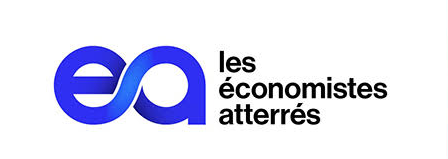 ea
les
économistes
atterrés